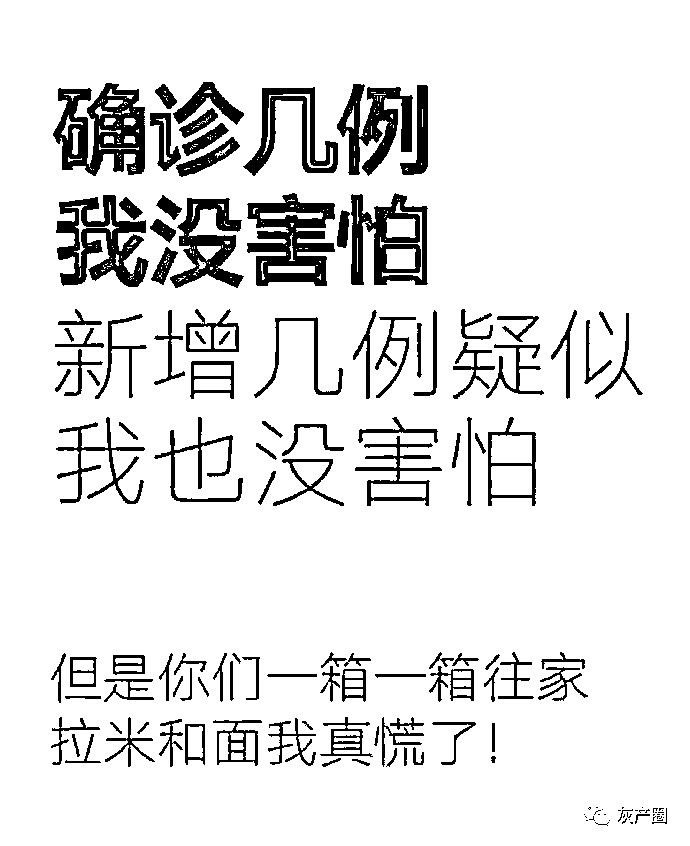 确诊几例
我没害怕
新增几例疑似
我也没害怕
但是你们一箱一箱往家
拉米和面我真慌了!
灰产圈